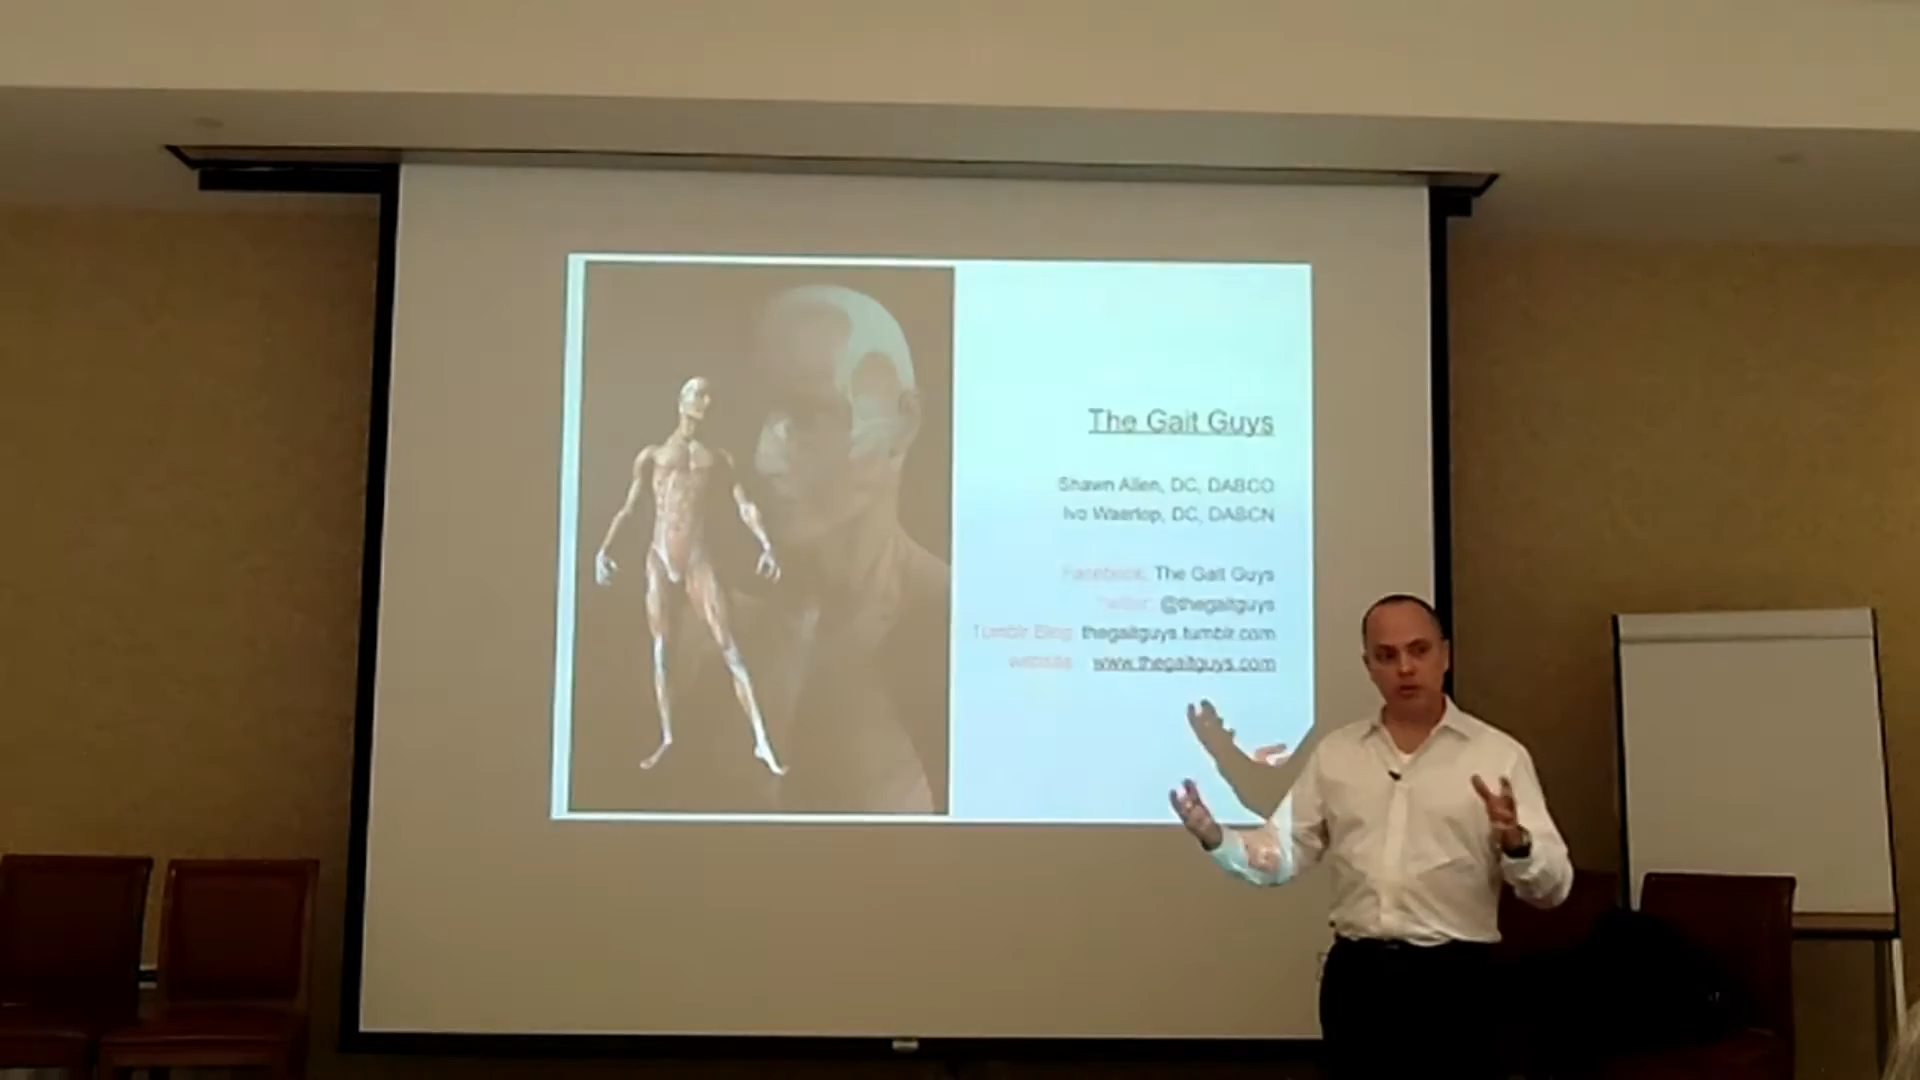 The Gait Guys
Shawn Allen, DC, DABCO
Ivo Waerlop, DC, DABCN
Facebook: The Gait Guys
Twitter: @thegaitguys
Tumblr Blog: thegaitguys.tumblr.com
website: www.thegaitguys.com